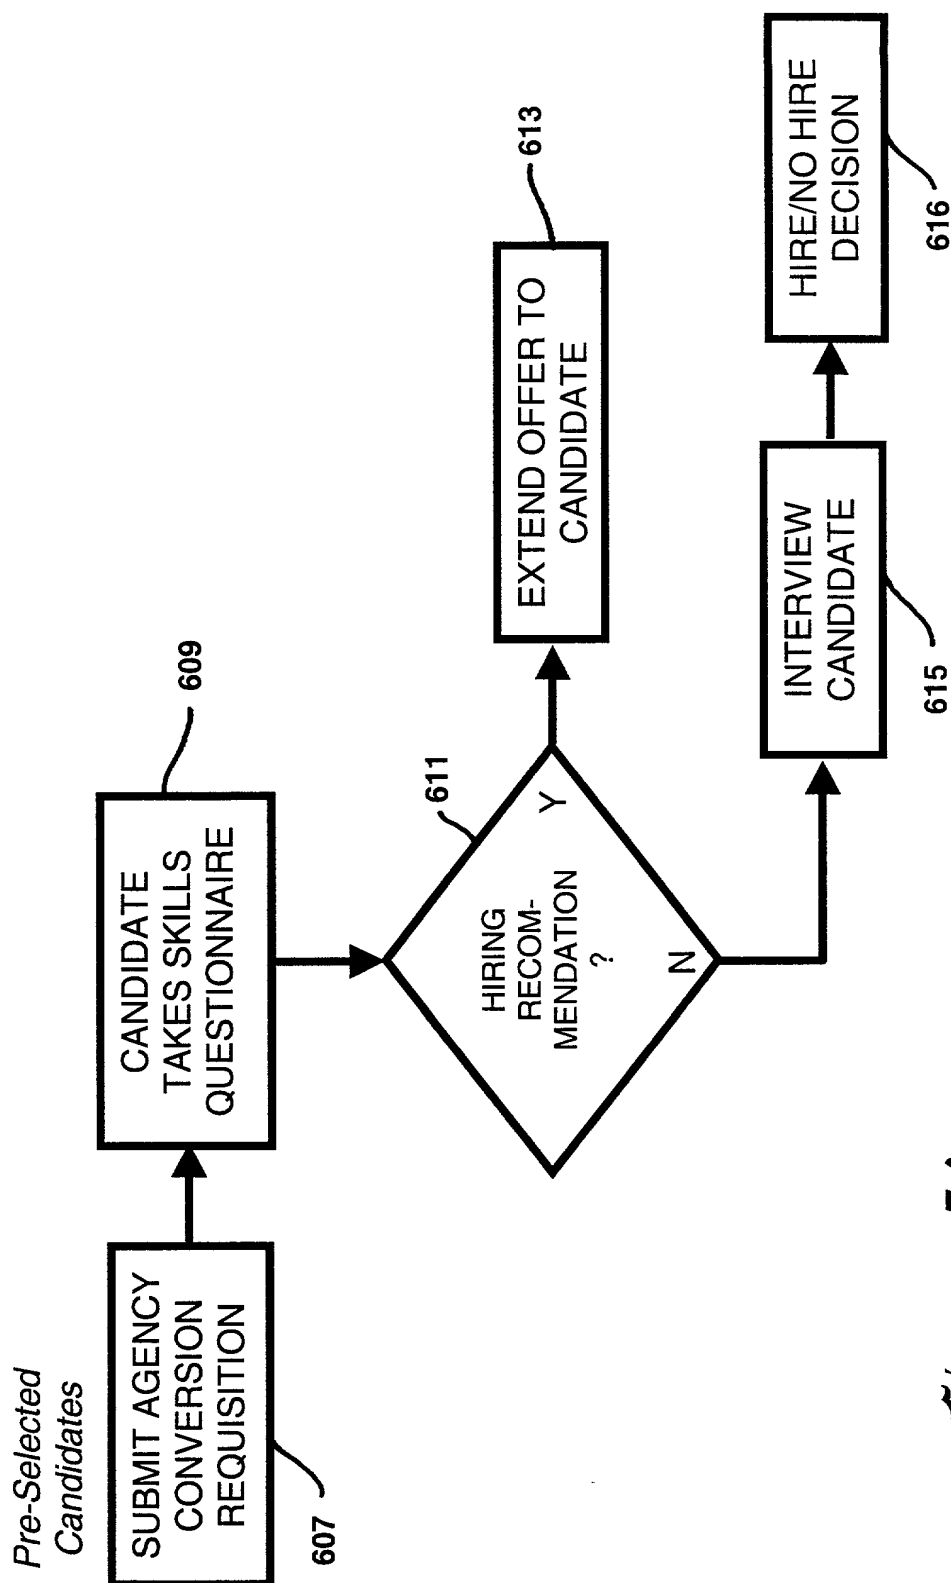 Pre-Selected
Candidates
SUBMIT AGENCY
CONVERSION
REQUISITION
607
CANDIDATE
TAKES SKILLS
QUESTIONNAIRE
609
HIRING
RECOM-
MENDATION
?
Y
N
611
EXTEND OFFER TO
CANDIDATE
613
INTERVIEW
CANDIDATE
615
HIRE/NO HIRE
DECISION
616